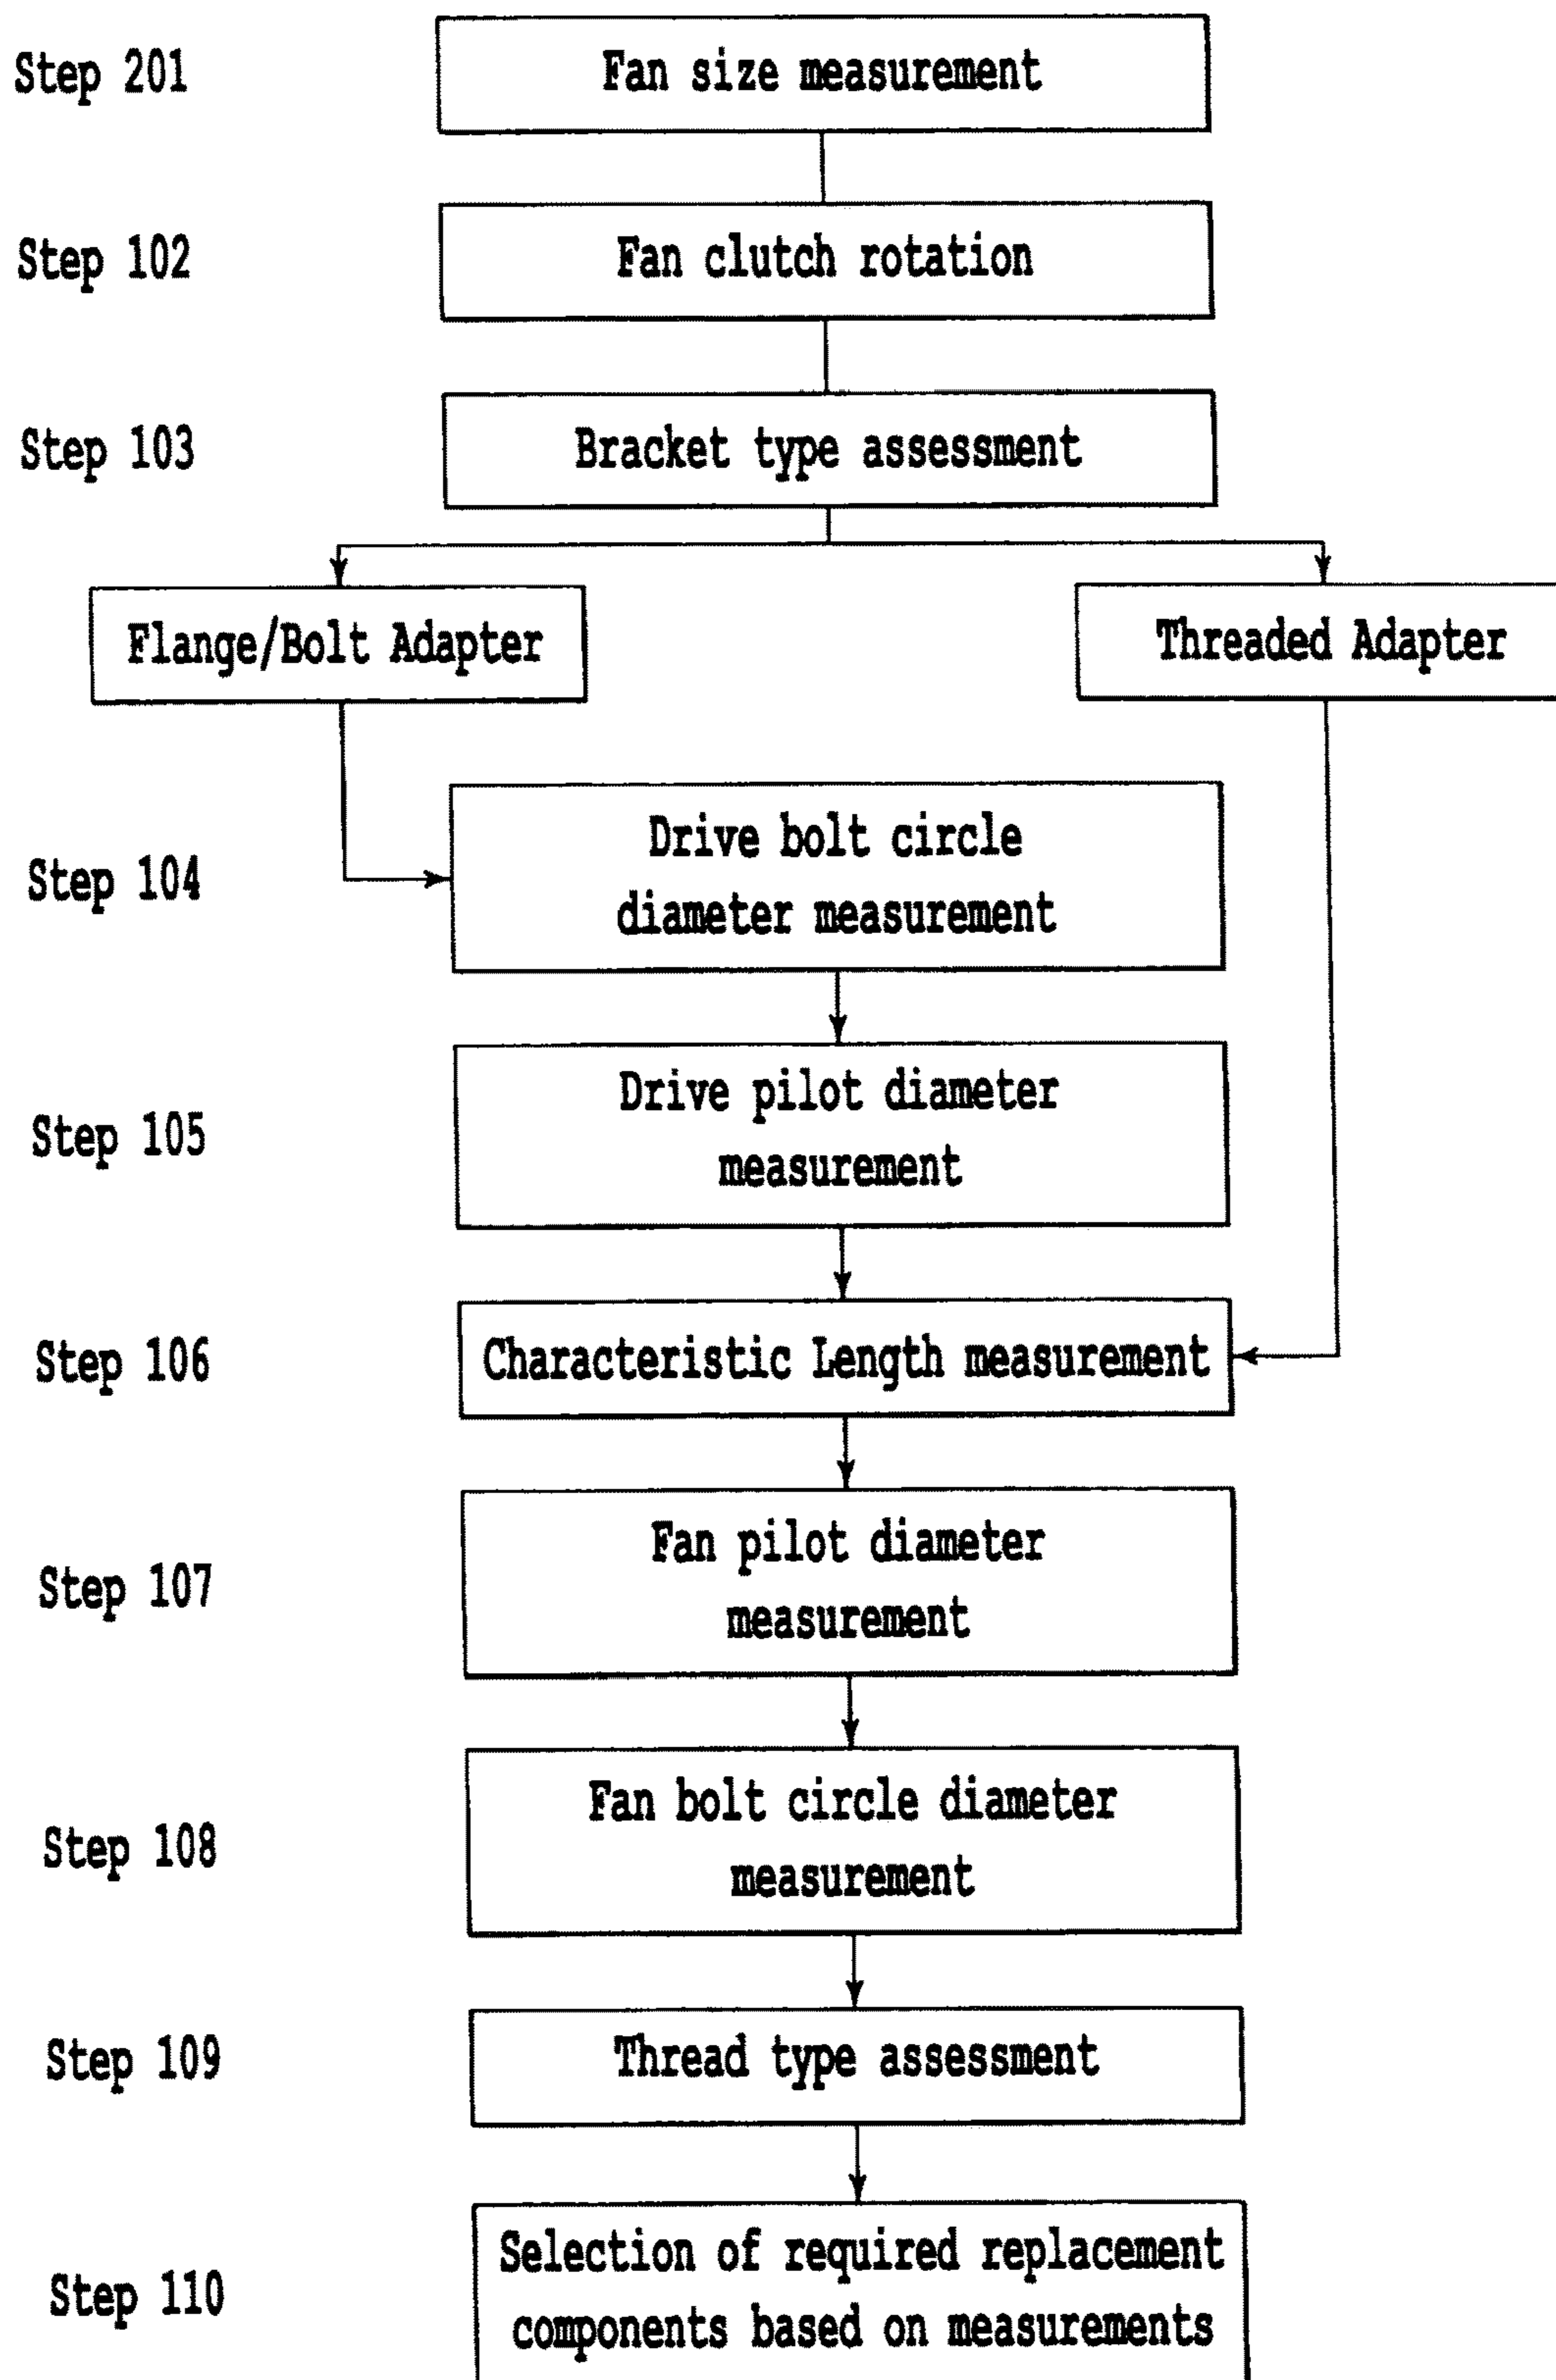 Step 201
Fan size measurement
Step 102
Fan clutch rotation
Step 103
Bracket type assessment
Flange/Bolt Adapter
Threaded Adapter
Step 104
Drive bolt circle
diameter measurement
Step 105
Drive pilot diameter
measurement
Step 106
Characteristic Length measurement
Step 107
Fan pilot diameter
measurement
Step 108
Fan bolt circle diameter
measurement
Step 109
Thread type assessment
Step 110
Selection of required replacement
components based on measurements